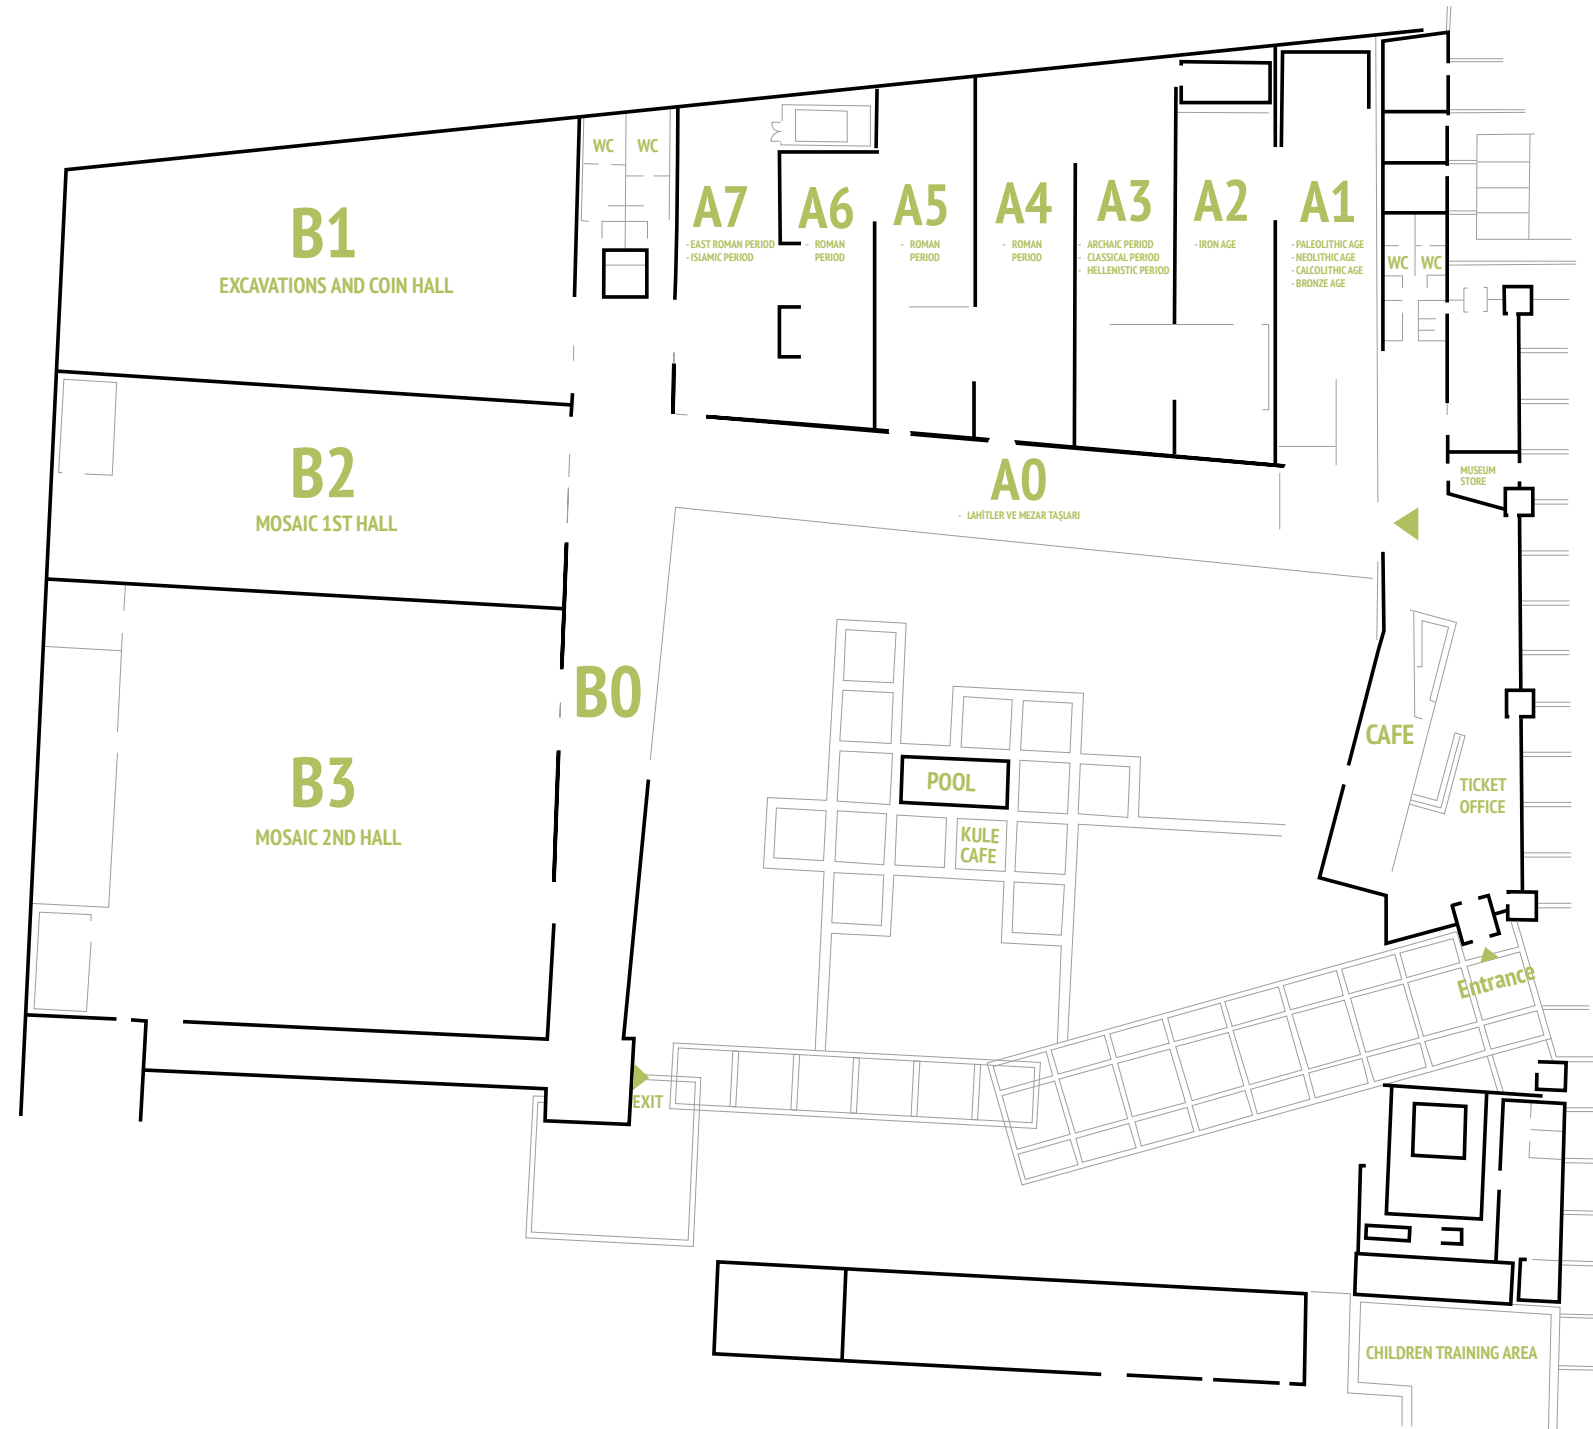 WC WC
B1
EXCAVATIONS AND COIN HALL
A7
- EAST ROMAN PERIOD
- ISLAMIC PERIOD
A6
- ROMAN
PERIOD
A5
- ROMAN
PERIOD
A4
- ROMAN
PERIOD
A3
- ARCHAIC PERIOD
- CLASSICAL PERIOD
- HELLENISTIC PERIOD
A2
- IRON AGE
A1
- PALEOLITHIC AGE
- NEOLITHIC AGE
- CALCOLITHIC AGE
- BRONZE AGE
WC WC
B2
MOSAIC 1ST HALL
A0
- LAHİTLER VE MEZAR TAŞLARI
MUSEUM
STORE
B0
B3
MOSAIC 2ND HALL
POOL
KULE
CAFE
CAFE
TICKET
OFFICE
Entrance
EXIT
CHILDREN TRAINING AREA